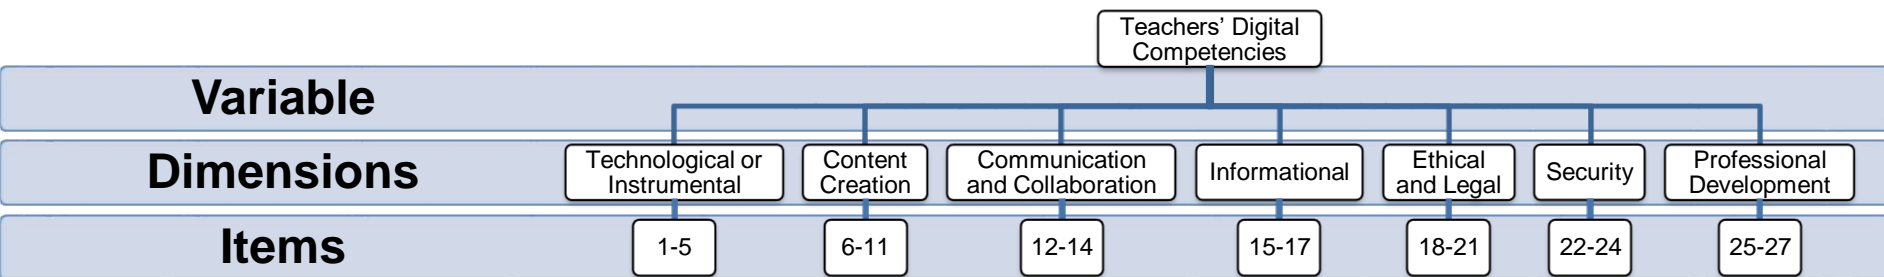 Teachers’ Digital
Competencies
Variable
Dimensions
Technological or
Instrumental
Content
Creation
Communication
and Collaboration
Informational
Ethical
and Legal
Security
Professional
Development
Items
1-5
6-11
12-14
15-17
18-21
22-24
25-27